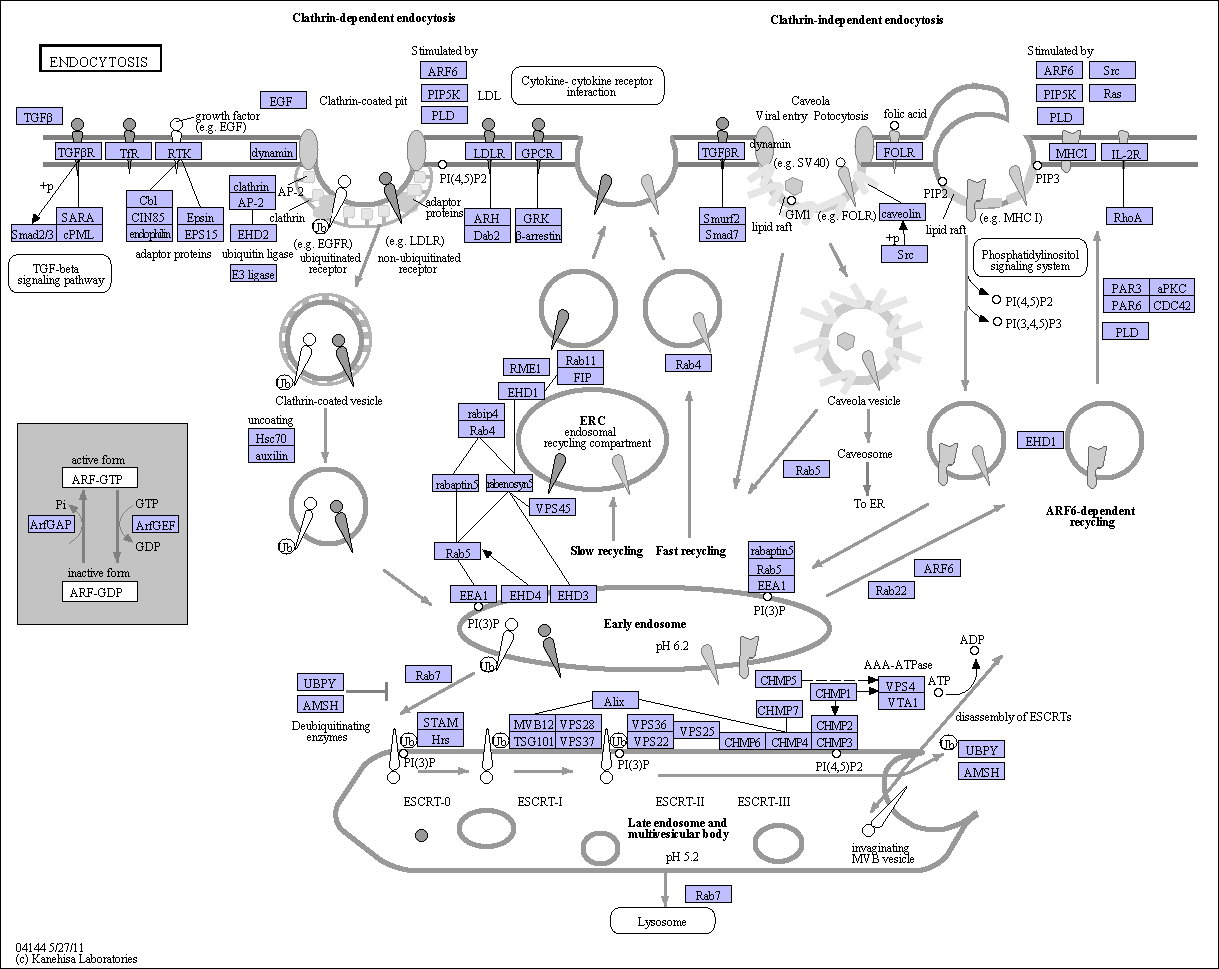 Clathrin-dependent endocytosis
Clathrin-independent endocytosis
ENDOCYTOSIS
Stimulated by
ARF6
PIP5K
PLD
LDL
Cytokine- cytokine receptor
interaction
Stimulated by
ARF6
Src
PIP5K
Ras
PLD
TGFβ
EGF
growth factor
(e.g. EGF)
Clathrin-coated pit
Caveola
Viral entry
Potocytosis
folic acid
TGFβR
TfR
RTK
dynamin
LDLR
GPCR
TGFβR
dynamin
(e.g. SV40)
FOLR
MHCI
IL-2R
+p
PI(4,5)P2
PIP2
PIP3
SARA
Smad2/3
cPML
Cbl
CIN85
endophilin
Epsin
EPS15
adaptor proteins
clathrin
AP-2
EHD2
AP-2
clathrin
ubiquitin ligase
E3 ligase
Ub
(e.g. EGFR)
ubiquitinated
receptor
(e.g. LDLR)
non-ubiquitinated
receptor
adaptor
proteins
ARH
Dab2
GRK
β-arrestin
Smurf2
Smad7
GM1
lipid raft
(e.g. FOLR)
caveolin
+p
Src
lipid raft
(e.g. MHC I)
RhoA
TGF-beta
signaling pathway
Phosphatidylinositol
signaling system
PI(4,5)P2
PI(3,4,5)P3
PAR3
aPKC
PAR6
CDC42
PLD
Ub
Clathrin-coated vesicle
RME1
Rab11
FIP
EHD1
Rab4
Caveola vesicle
uncoating
Hsc70
auxilin
rabip4
Rab4
ERC
endosomal
recycling compartment
Caveosome
Rab5
To ER
EHD1
active form
ARF-GTP
Pi
GTP
ArfGAP
ArfGEF
GDP
inactive form
ARF-GDP
Ub
rabaptin5
rabenosyn5
VPS45
ARF6-dependent
recycling
Slow recycling
Fast recycling
Rab5
rabaptin5
Rab5
EEA1
PI(3)P
ARF6
Rab22
EEA1
EHD4
EHD3
PI(3)P
Early endosome
pH 6.2
Ub
Rab7
UBPY
AMSH
Deubiquitinating
enzymes
CHMP5
CHMP1
CHMP7
AAA-ATPase
VPS4
VTA1
ATP
ADP
disassembly of ESCRTs
Alix
STAM
Hrs
Ub
PI(3)P
MVB12
VPS28
TSG101
VPS37
Ub
VPS36
VPS22
VPS25
Ub
PI(3)P
CHMP6
CHMP4
CHMP2
CHMP3
PI(4,5)P2
Ub
UBPY
AMSH
ESCRT-0
ESCRT-I
ESCRT-II
ESCRT-III
Late endosome and
multivesicular body
pH 5.2
invaginating
MVB vesicle
Rab7
Lysosome
04144 5/27/11
(c) Kanehisa Laboratories